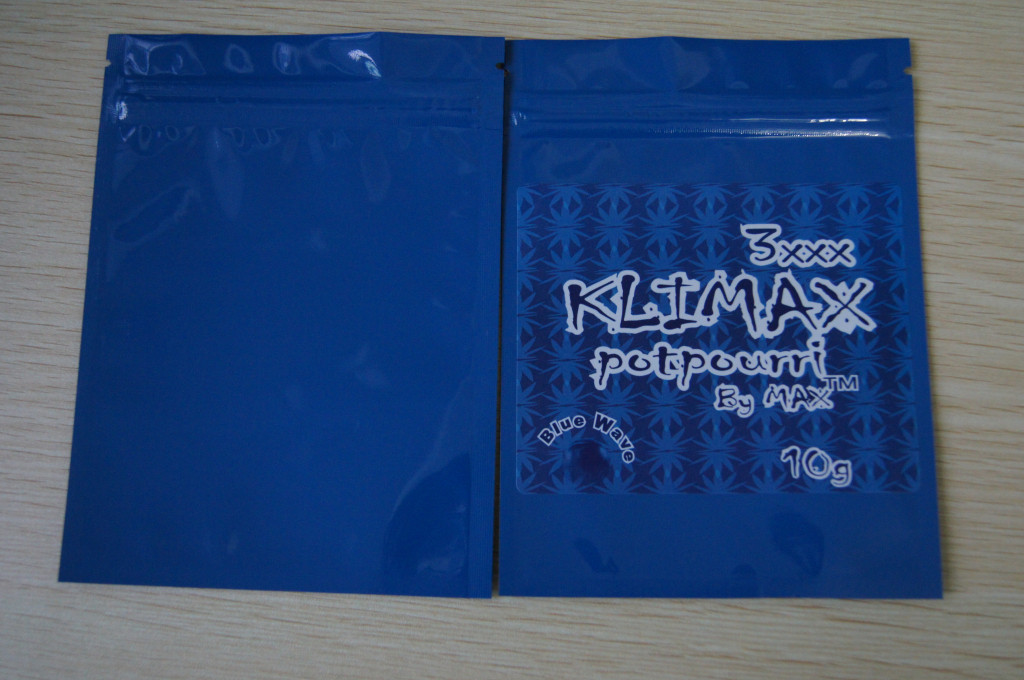 3xxx
KLIMAX
potpourri
By MAX™
Blue Wave
10g